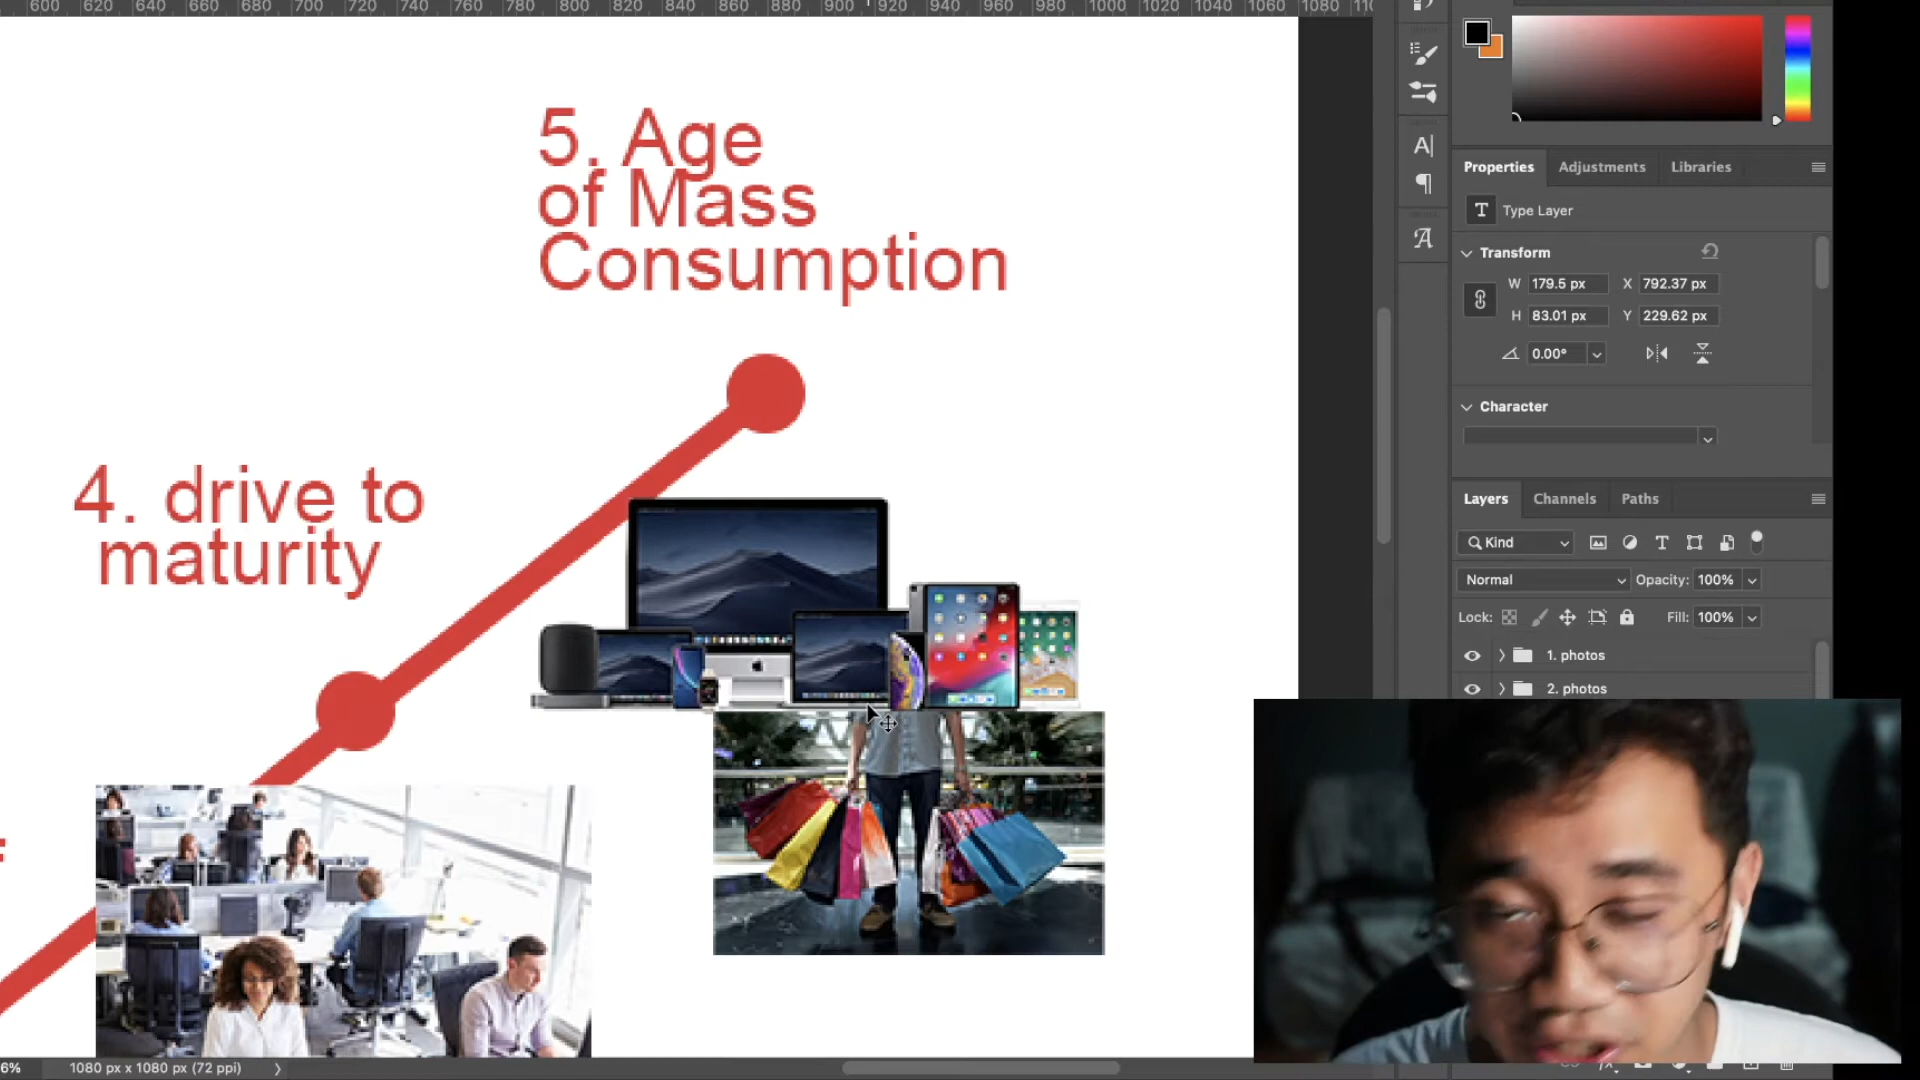 600 620 640 660 680 700 720 740 760 780 800 820 840 860 880 900 920 940 960 980 1000 1020 1040 1060 1080
5. Age
of Mass
Consumption
4. drive to
maturity
Properties Adjustments Libraries
T Type Layer
Transform
W 179.5 px X 792.37 px
H 83.01 px Y 229.62 px
0.00°
Character
Layers Channels Paths
Kind
Normal Opacity: 100%
Lock: Fill: 100%
1. photos
2. photos
6% 1080 px x 1080 px (72 ppi)